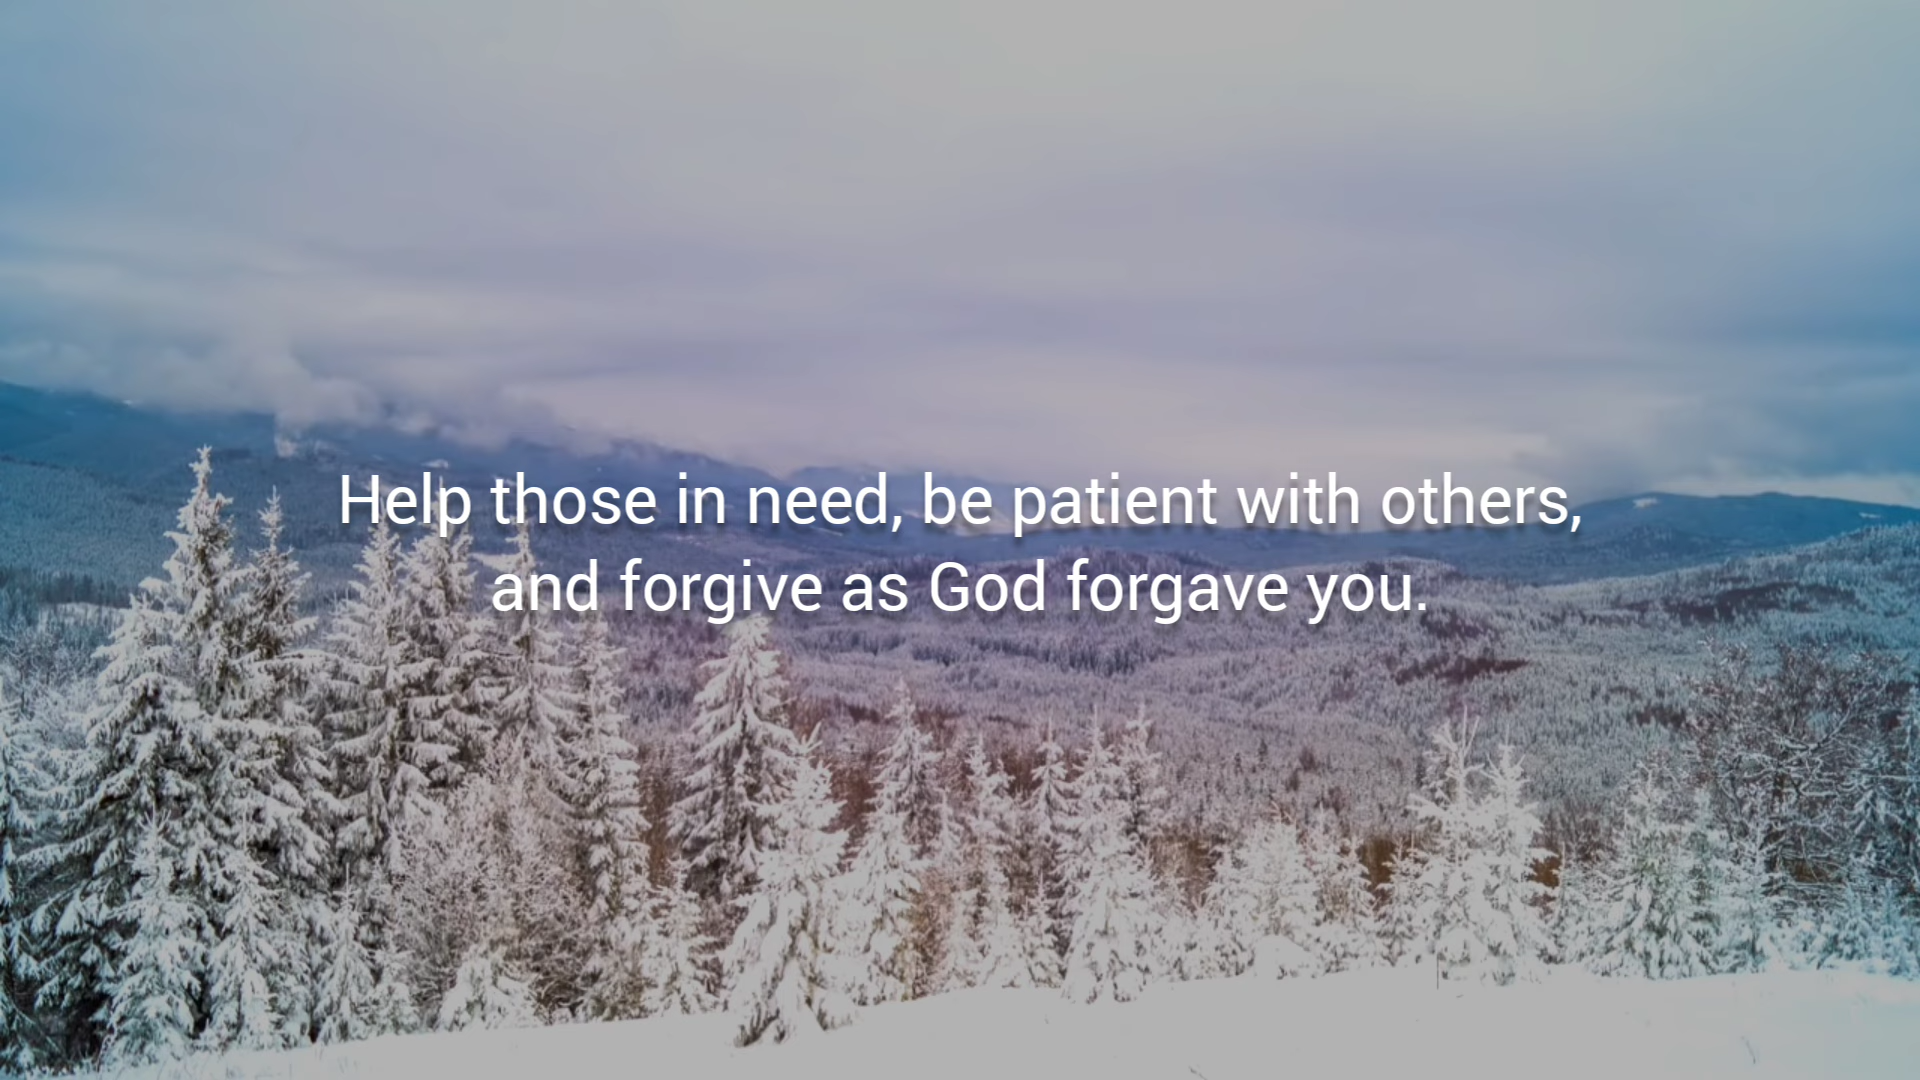 Help those in need, be patient with others,
and forgive as God forgave you.